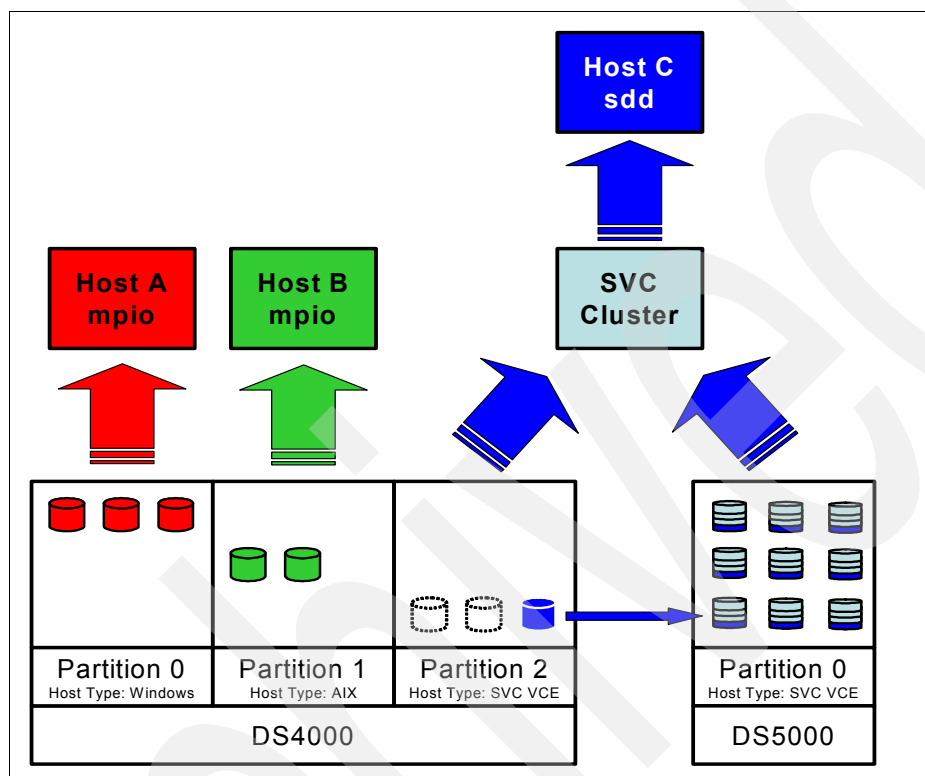 Host C
sdd
Host A
mpio
Host B
mpio
SVC
Cluster
Partition 0
Host Type: Windows
Partition 1
Host Type: AIX
Partition 2
Host Type: SVC VCE
Partition 0
Host Type: SVC VCE
DS4000
DS5000